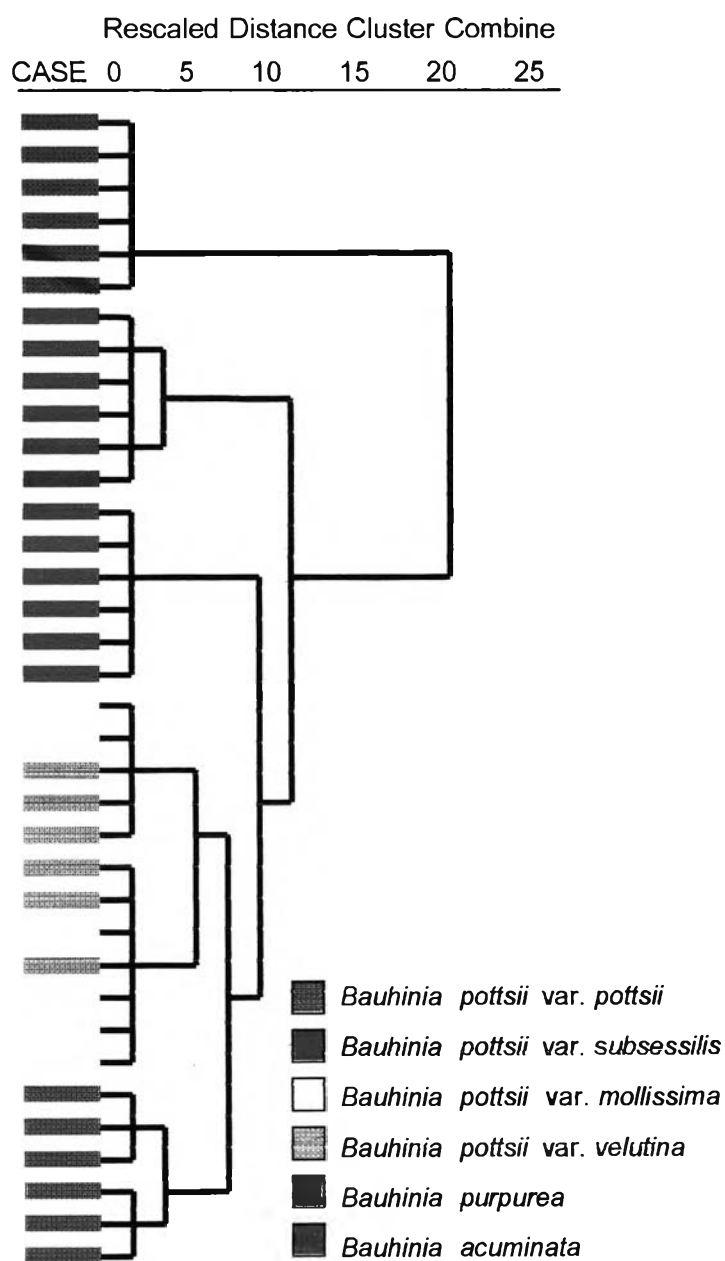 Rescaled Distance Cluster Combine
CASE 0 5 10 15 20 25
Bauhinia pottsii var. pottsii
Bauhinia pottsii var. subsessilis
Bauhinia pottsii var. mollissima
Bauhinia pottsii var. velutina
Bauhinia purpurea
Bauhinia acuminata